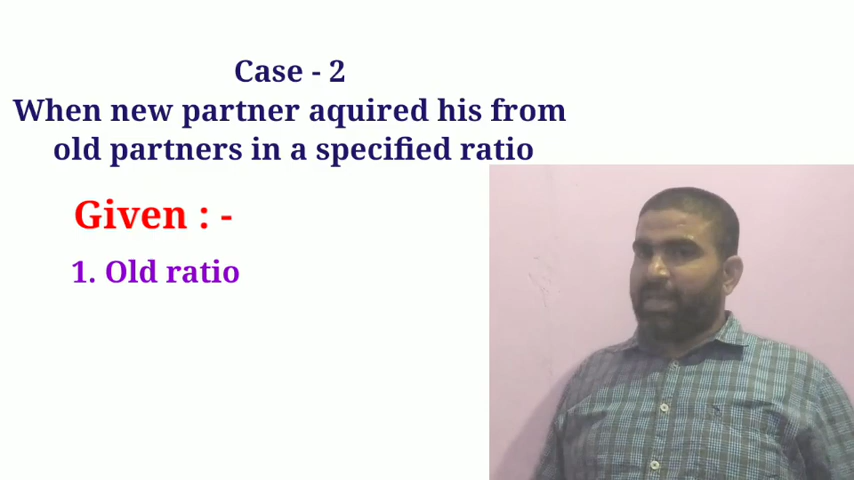 Case - 2
When new partner aquired his from
old partners in a specified ratio
Given : -
1. Old ratio